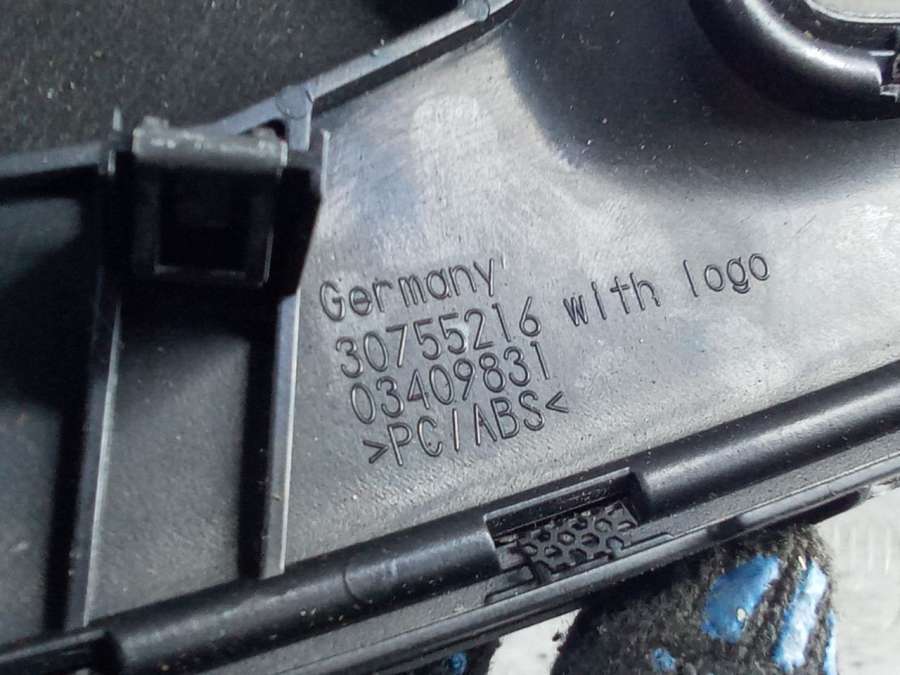 Germany
30755216 with logo
03409831
>PC/ABS<